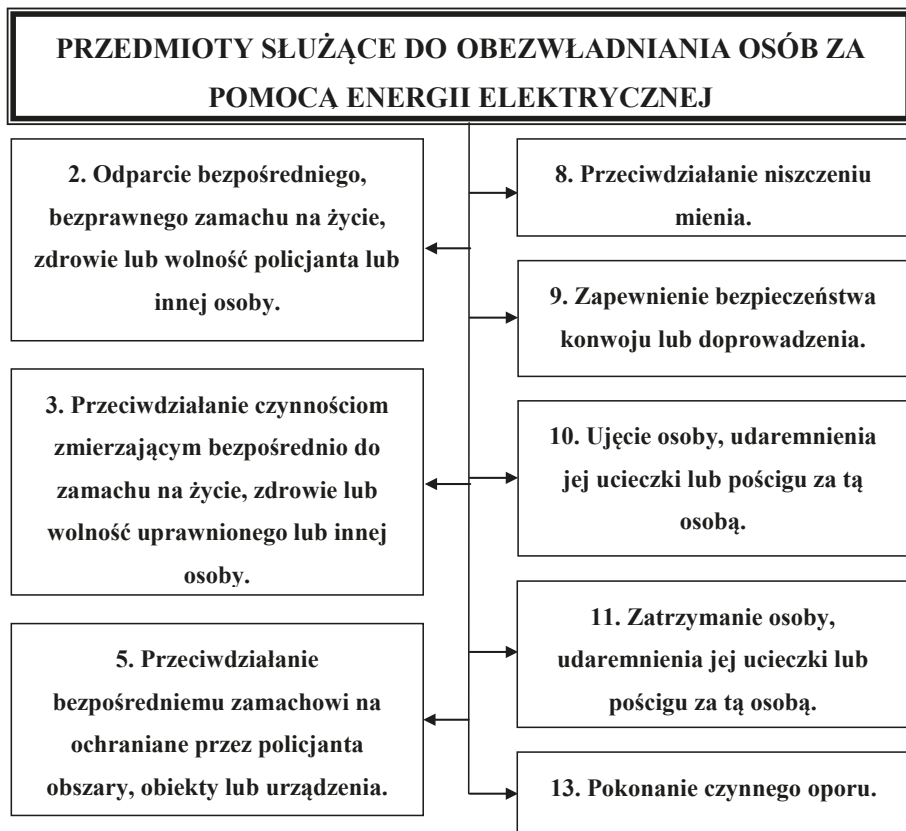 PRZEDMIOTY SŁUŻĄCE DO OBEZWŁADNIANIA OSÓB ZA
POMOCĄ ENERGII ELEKTRYCZNEJ
2. Odparcie bezpośredniego,
bezprawnego zamachu na życie,
zdrowie lub wolność policjanta lub
innej osoby.
3. Przeciwdziałanie czynnościom
zmierzającym bezpośrednio do
zamachu na życie, zdrowie lub
wolność uprawnionego lub innej
osoby.
5. Przeciwdziałanie
bezpośredniemu zamachowi na
ochraniane przez policjanta
obszary, obiekty lub urządzenia.
8. Przeciwdziałanie niszczeniu
mienia.
9. Zapewnienie bezpieczeństwa
konwoju lub doprowadzenia.
10. Ujęcie osoby, udaremnienia
jej ucieczki lub pościgu za tą
osobą.
11. Zatrzymanie osoby,
udaremnienia jej ucieczki lub
pościgu za tą osobą.
13. Pokonanie czynnego oporu.